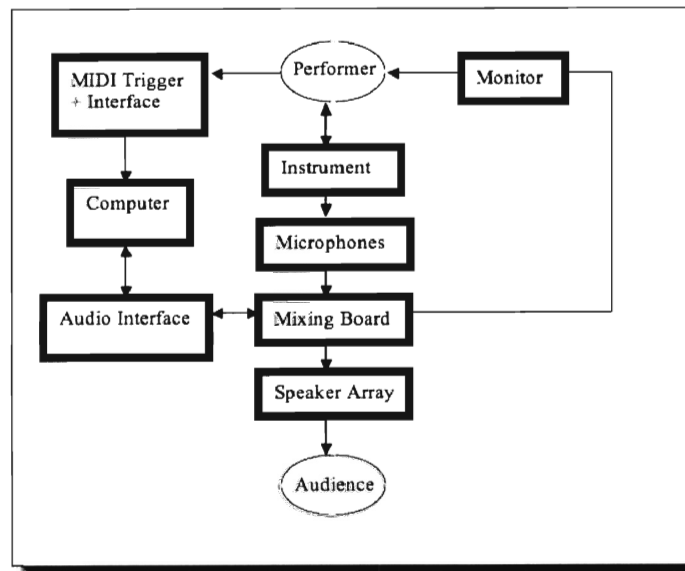 Performer
MIDI Trigger
+ Interface
Monitor
Instrument
Computer
Microphones
Audio Interface
Mixing Board
Speaker Array
Audience